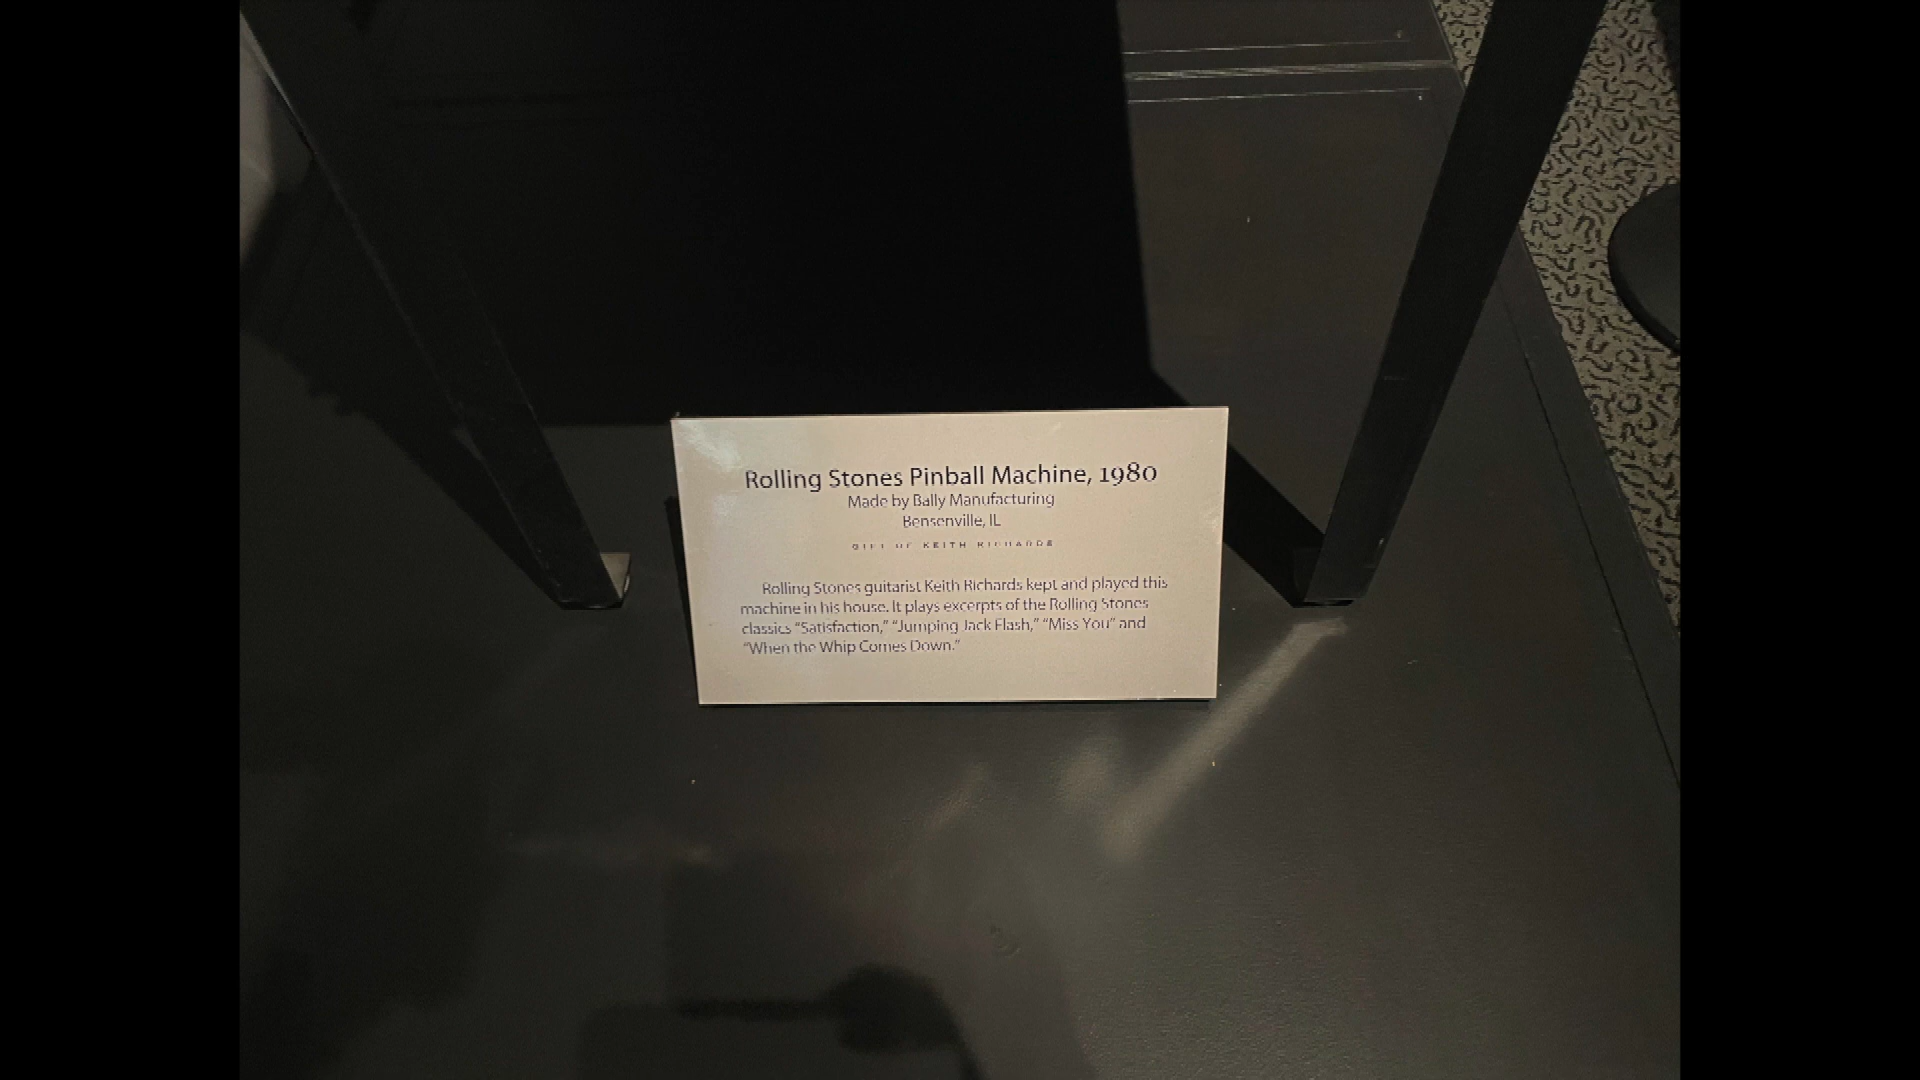 Rolling Stones Pinball Machine, 1980
Made by Bally Manufacturing
Bensenville, IL
GIFT OF KEITH RICHARDS
Rolling Stones guitarist Keith Richards kept and played this
machine in his house. It plays excerpts of the Rolling Stones
classics “Satisfaction,” “Jumping Jack Flash,” “Miss You” and
“When the Whip Comes Down.”